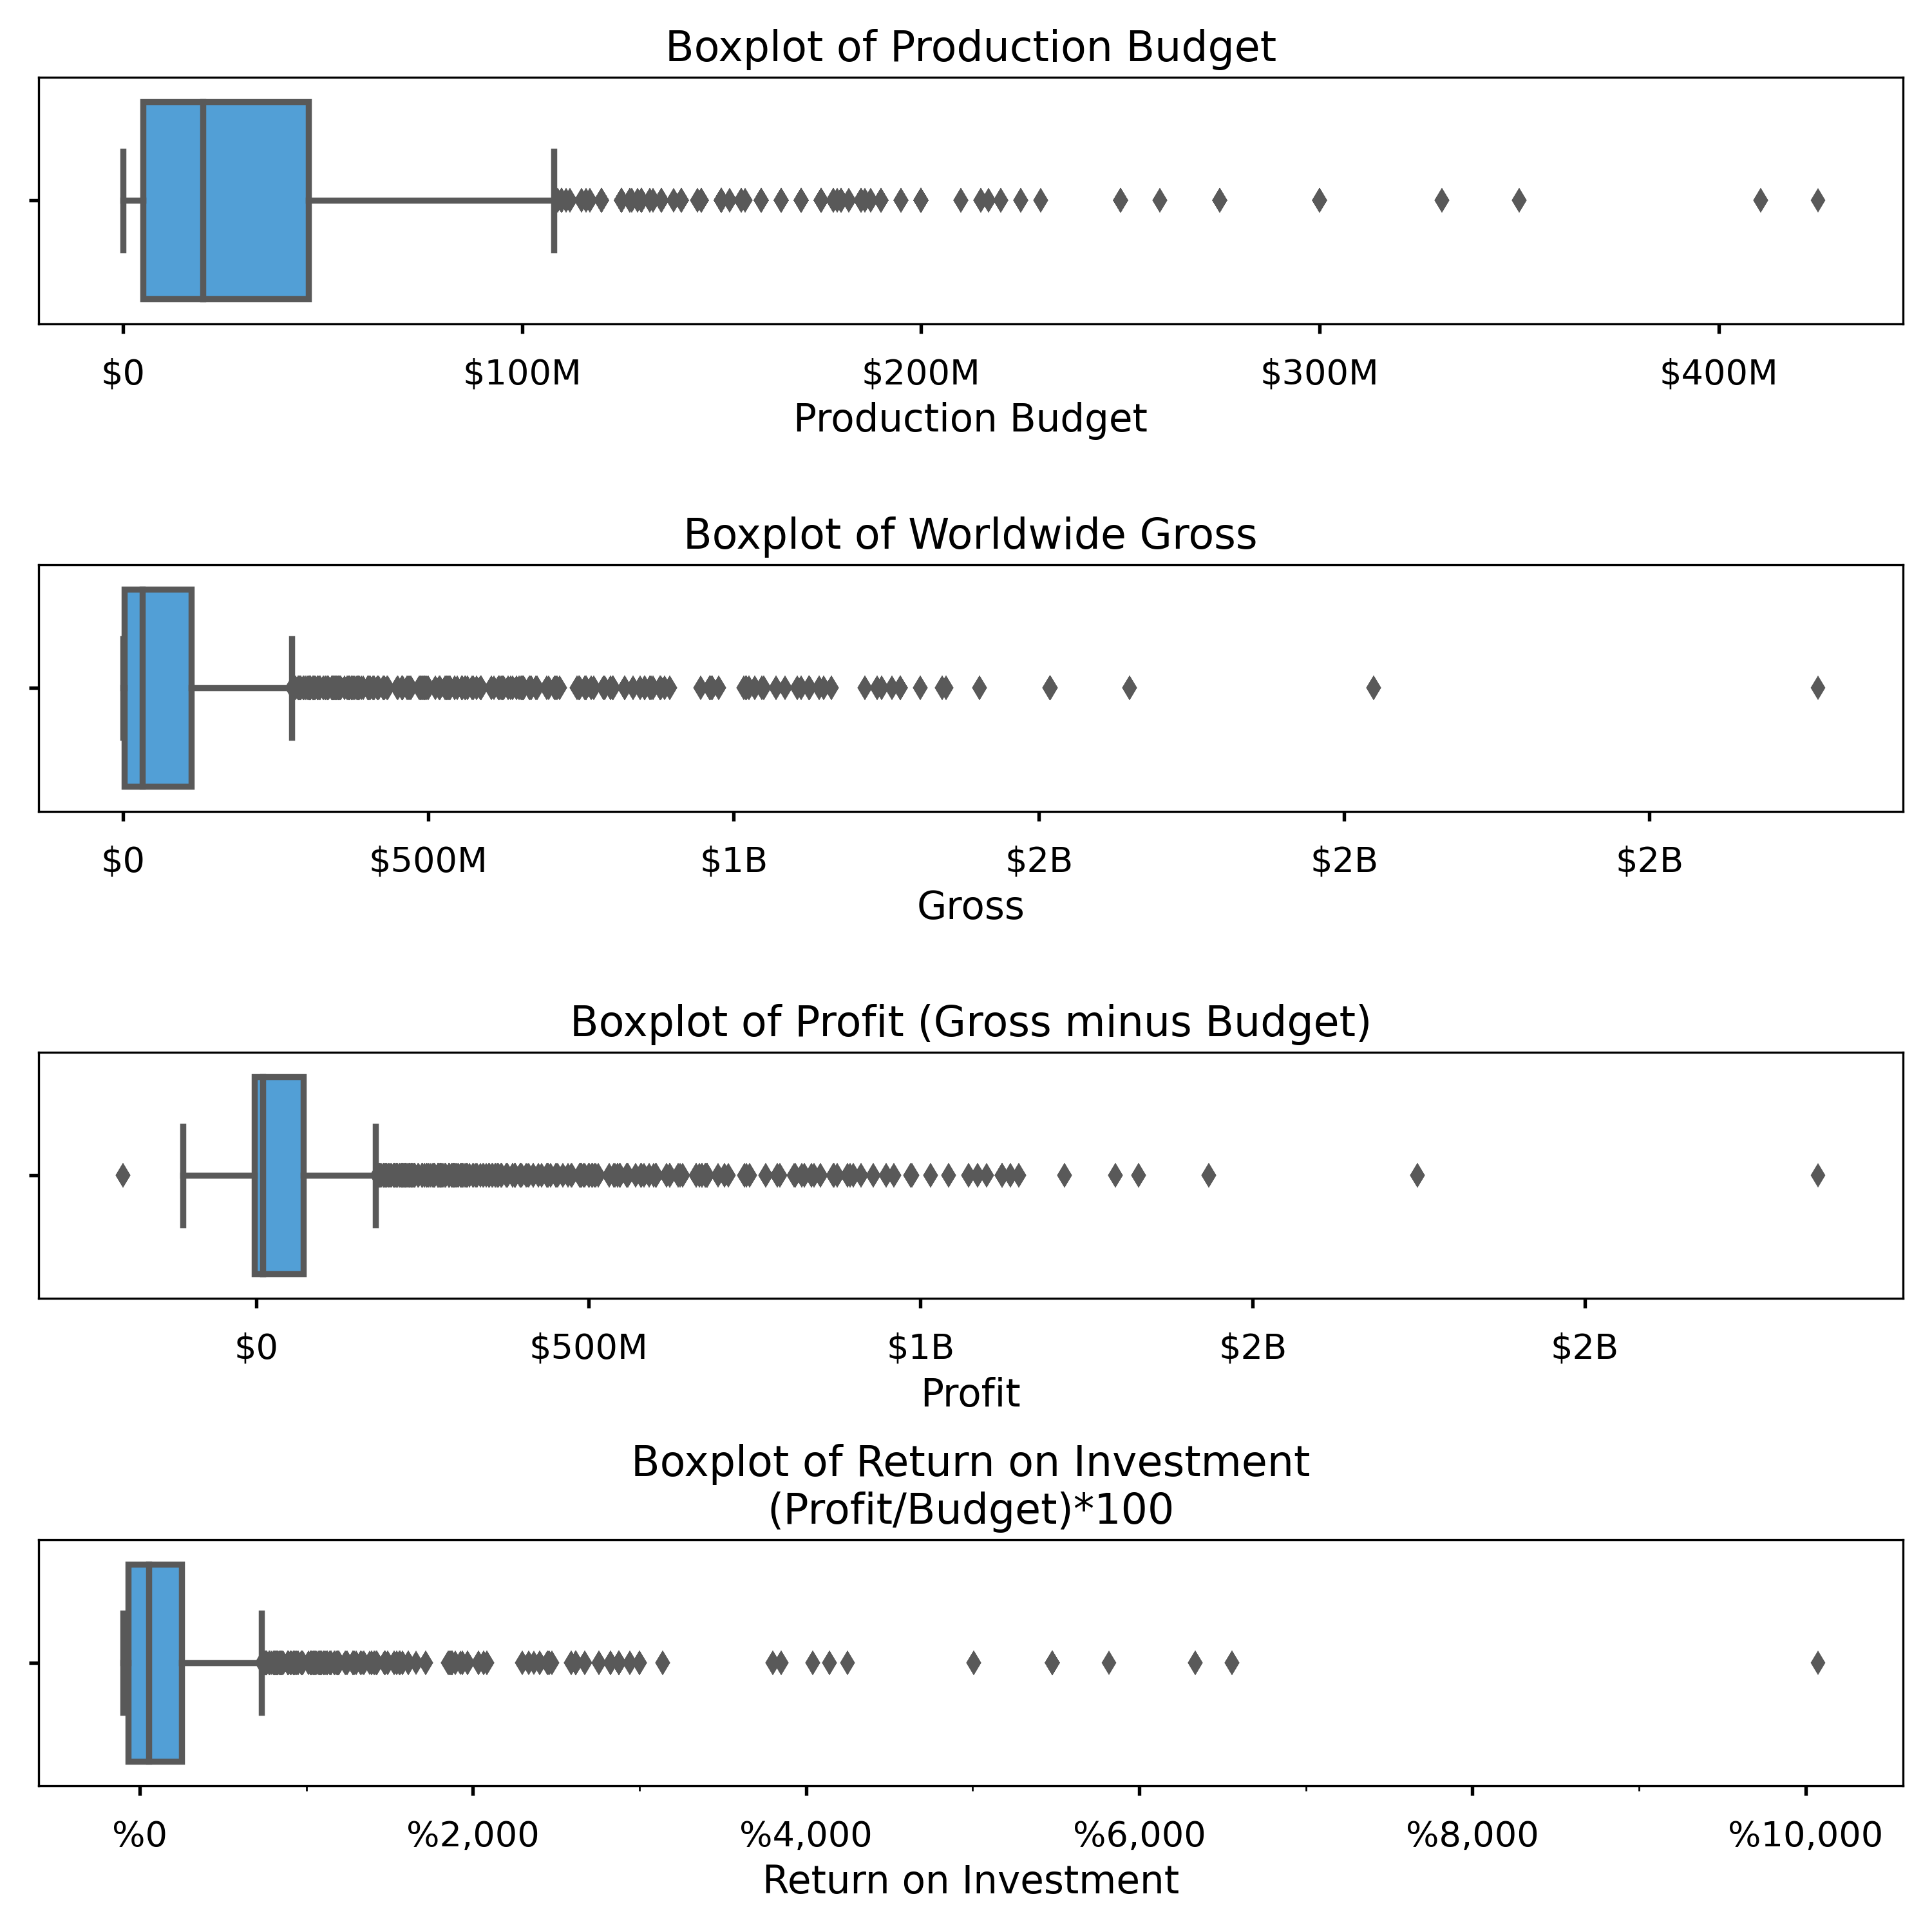 Boxplot of Production Budget
$0 $100M $200M $300M $400M
Production Budget
Boxplot of Worldwide Gross
$0 $500M $1B $2B $2B $2B
Gross
Boxplot of Profit (Gross minus Budget)
$0 $500M $1B $2B $2B
Profit
Boxplot of Return on Investment
(Profit/Budget)*100
%0 %2,000 %4,000 %6,000 %8,000 %10,000
Return on Investment